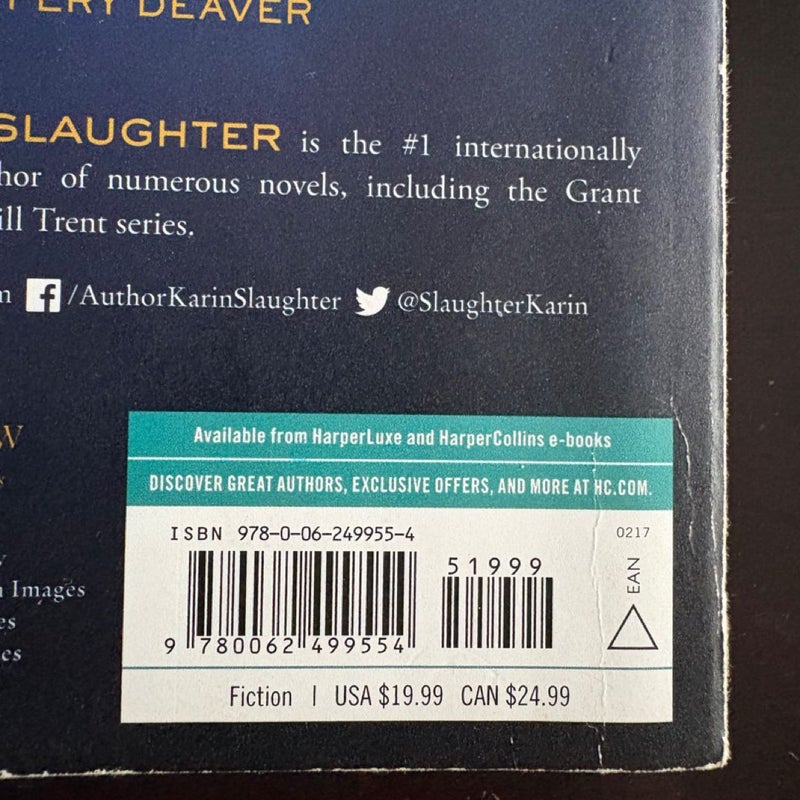 DEAVER
SLAUGHTER is the #1 internationally
of numerous novels, including the Grant
Trent series.
/AuthorKarinSlaughter @SlaughterKarin
Available from HarperLuxe and HarperCollins e-books
DISCOVER GREAT AUTHORS, EXCLUSIVE OFFERS, AND MORE AT HC.COM.
ISBN 978-0-06-249955-4
51999
0217
EAN
9 780062 499554
Images
Fiction | USA $19.99 CAN $24.99